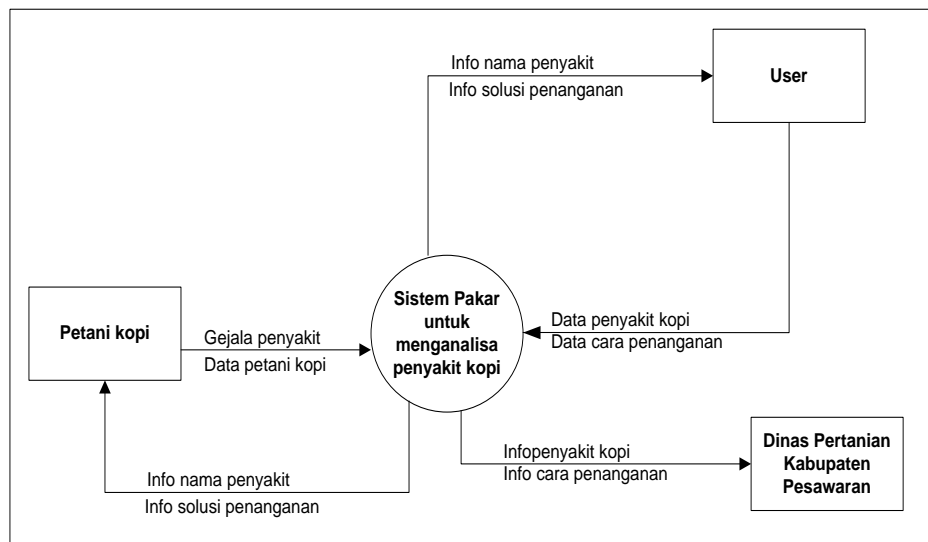 Info nama penyakit
Info solusi penanganan
User
Sistem Pakar
untuk
menganalisa
penyakit kopi
Petani kopi
Gejala penyakit
Data petani kopi
Data penyakit kopi
Data cara penanganan
Info nama penyakit
Info solusi penanganan
Infopenyakit kopi
Info cara penanganan
Dinas Pertanian
Kabupaten
Pesawaran